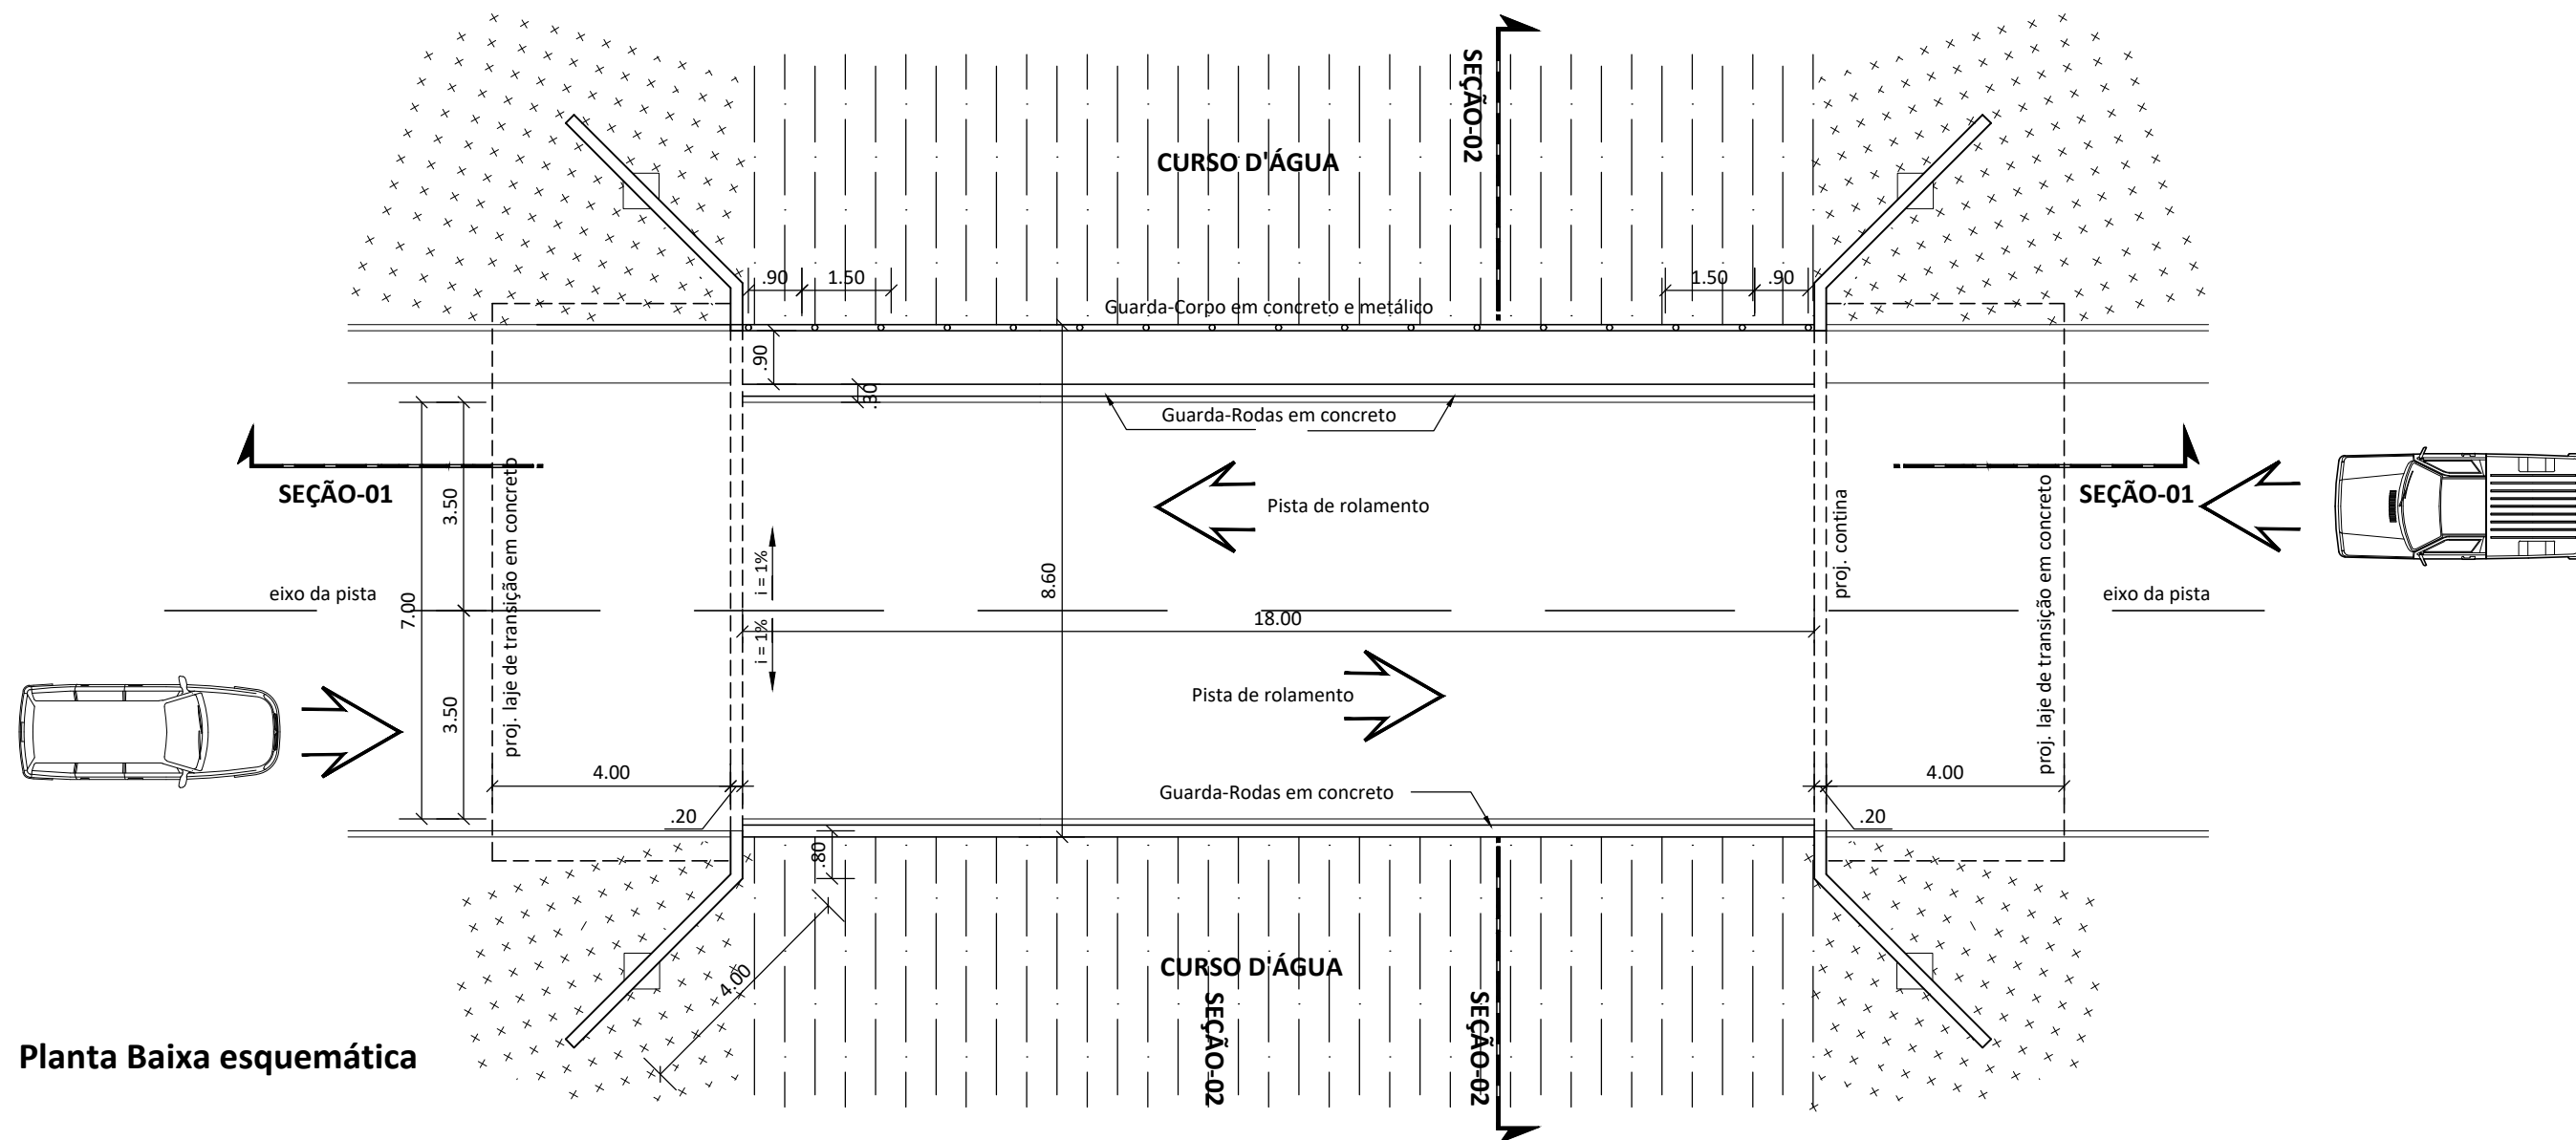 SEÇÃO-02
CURSO D'ÁGUA
.90
1.50
1.50
.90
Guarda-Corpo em concreto e metálico
.90
.30
Guarda-Rodas em concreto
SEÇÃO-01
SEÇÃO-01
3.50
proj. laje de transição em concreto
Pista de rolamento
proj. contina
proj. laje de transição em concreto
i = 1%
8.60
eixo da pista
7.00
eixo da pista
18.00
i = 1%
Pista de rolamento
3.50
4.00
4.00
Guarda-Rodas em concreto
.20
.20
.80
4.00
CURSO D'ÁGUA
SEÇÃO-02
SEÇÃO-02
Planta Baixa esquemática